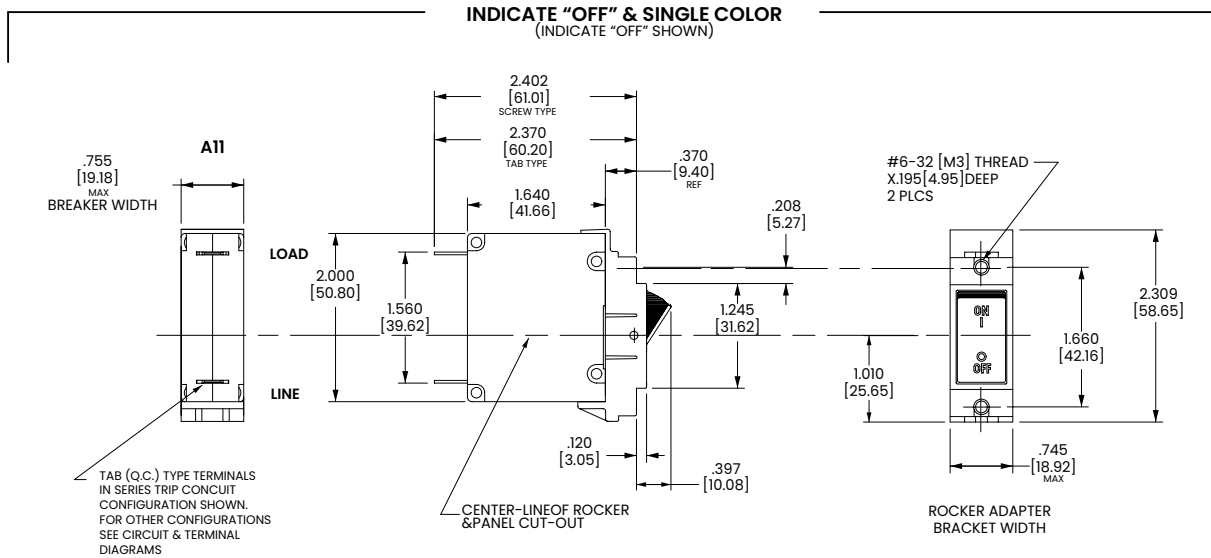 INDICATE “OFF” & SINGLE COLOR
(INDICATE “OFF” SHOWN)
2.402
[61.01]
SCREW TYPE
2.370
[60.20]
TAB TYPE
.370
[9.40]
REF
1.640
[41.66]
A11
.755
[19.18]
MAX
BREAKER WIDTH
#6-32 [M3] THREAD
X.195[4.95]DEEP
2 PLCS
.208
[5.27]
LOAD
2.000
[50.80]
1.560
[39.62]
1.245
[31.62]
ON
I
O
OFF
2.309
[58.65]
1.660
[42.16]
1.010
[25.65]
LINE
.120
[3.05]
.397
[10.08]
.745
[18.92]
MAX
TAB (Q.C.) TYPE TERMINALS
IN SERIES TRIP CONCUIT
CONFIGURATION SHOWN.
FOR OTHER CONFIGURATIONS
SEE CIRCUIT & TERMINAL
DIAGRAMS
CENTER-LINEOF ROCKER
&PANEL CUT-OUT
ROCKER ADAPTER
BRACKET WIDTH